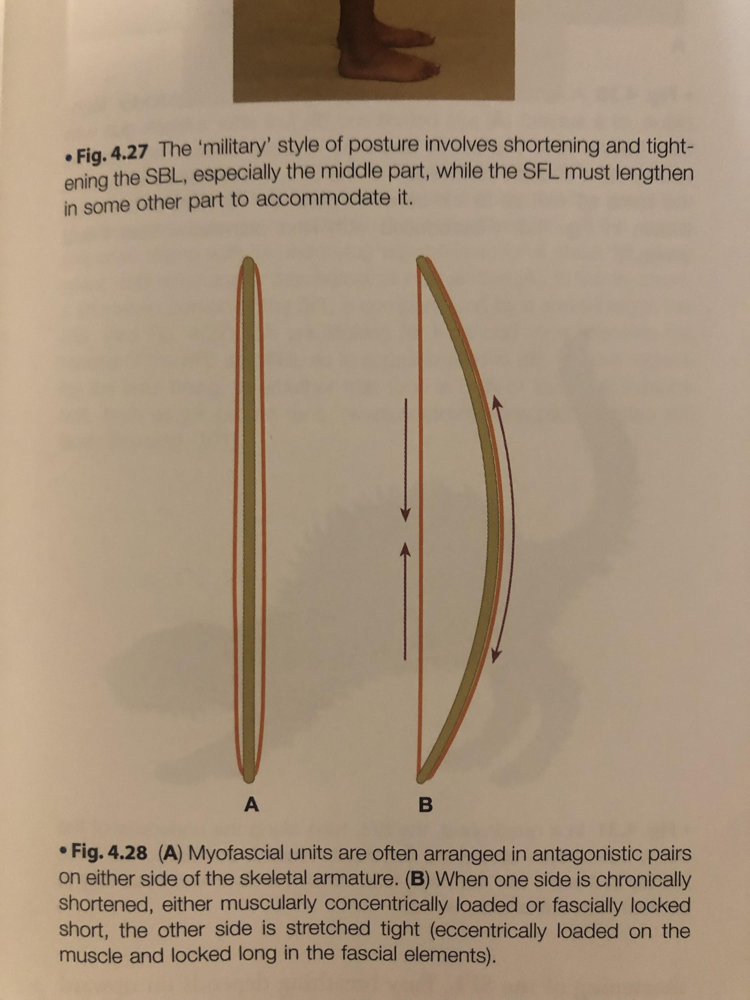 • Fig. 4.27 The ‘military’ style of posture involves shortening and tight-
ening the SBL, especially the middle part, while the SFL must lengthen
in some other part to accommodate it.
A
B
• Fig. 4.28 (A) Myofascial units are often arranged in antagonistic pairs
on either side of the skeletal armature. (B) When one side is chronically
shortened, either muscularly concentrically loaded or fascially locked
short, the other side is stretched tight (eccentrically loaded on the
muscle and locked long in the fascial elements).